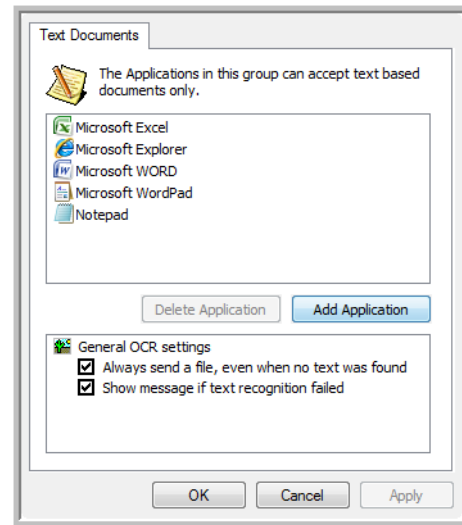 Text Documents
The Applications in this group can accept text based
documents only.
Microsoft Excel
Microsoft Explorer
Microsoft WORD
Microsoft WordPad
Notepad
Delete Application Add Application
General OCR settings
Always send a file, even when no text was found
Show message if text recognition failed
OK Cancel Apply